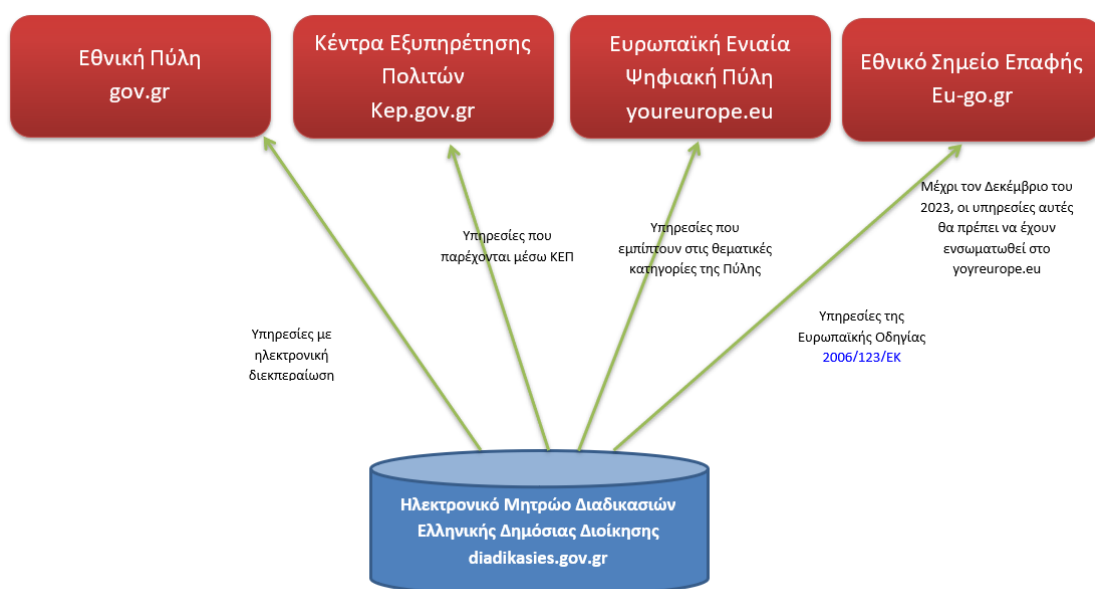 Εθνική Πύλη
gov.gr
Κέντρα Εξυπηρέτησης
Πολιτών
Kep.gov.gr
Ευρωπαϊκή Ενιαία
Ψηφιακή Πύλη
youreurope.eu
Εθνικό Σημείο Επαφής
Eu-go.gr
Υπηρεσίες με
ηλεκτρονική
διεκπεραίωση
Υπηρεσίες που
παρέχονται μέσω ΚΕΠ
Υπηρεσίες που
εμπίπτουν στις θεματικές
κατηγορίες της Πύλης
Υπηρεσίες της
Ευρωπαϊκής Οδηγίας
2006/123/ΕΚ
Μέχρι τον Δεκέμβριο του
2023, οι υπηρεσίες αυτές
θα πρέπει να έχουν
ενσωματωθεί στο
yoyreurope.eu
Ηλεκτρονικό Μητρώο Διαδικασιών
Ελληνικής Δημόσιας Διοίκησης
diadikasies.gov.gr